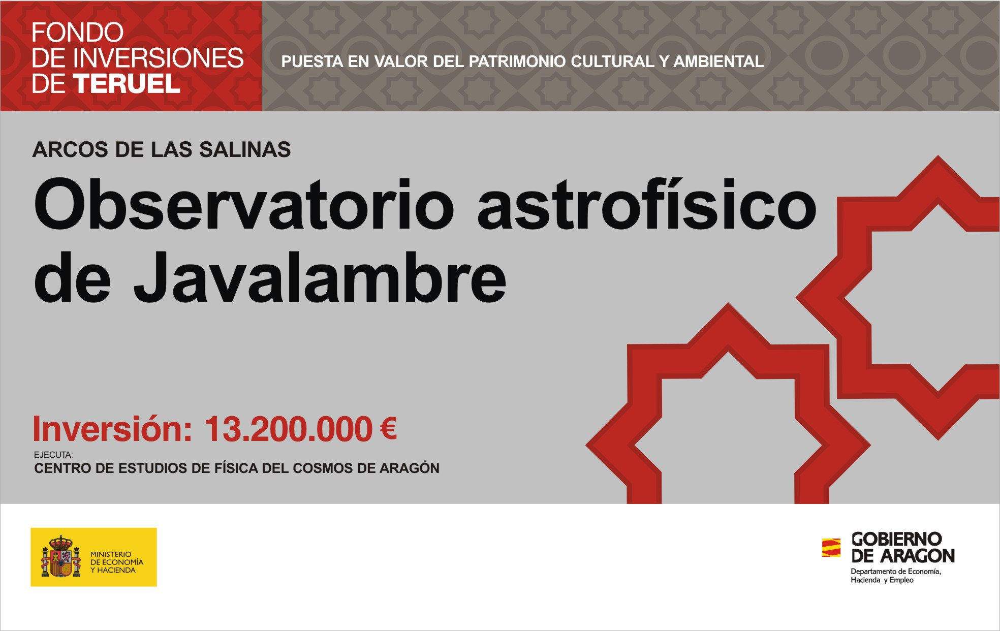 FONDO
DE INVERSIONES
DE TERUEL
PUESTA EN VALOR DEL PATRIMONIO CULTURAL Y AMBIENTAL
ARCOS DE LAS SALINAS
Observatorio astrofísico
de Javalambre
Inversión: 13.200.000 €
EJECUTA:
CENTRO DE ESTUDIOS DE FÍSICA DEL COSMOS DE ARAGÓN
MINISTERIO
DE ECONOMÍA
Y HACIENDA
GOBIERNO
DE ARAGON
Departamento de Economía,
Hacienda y Empleo